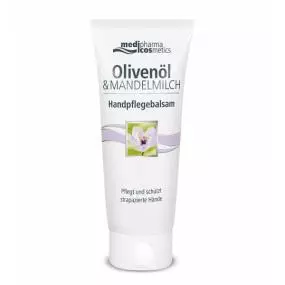 medipharma
cosmetics
Olivenöl
& MANDELMILCH
Handpflegebalsam
Pflegt und schützt
strapazierte Hände